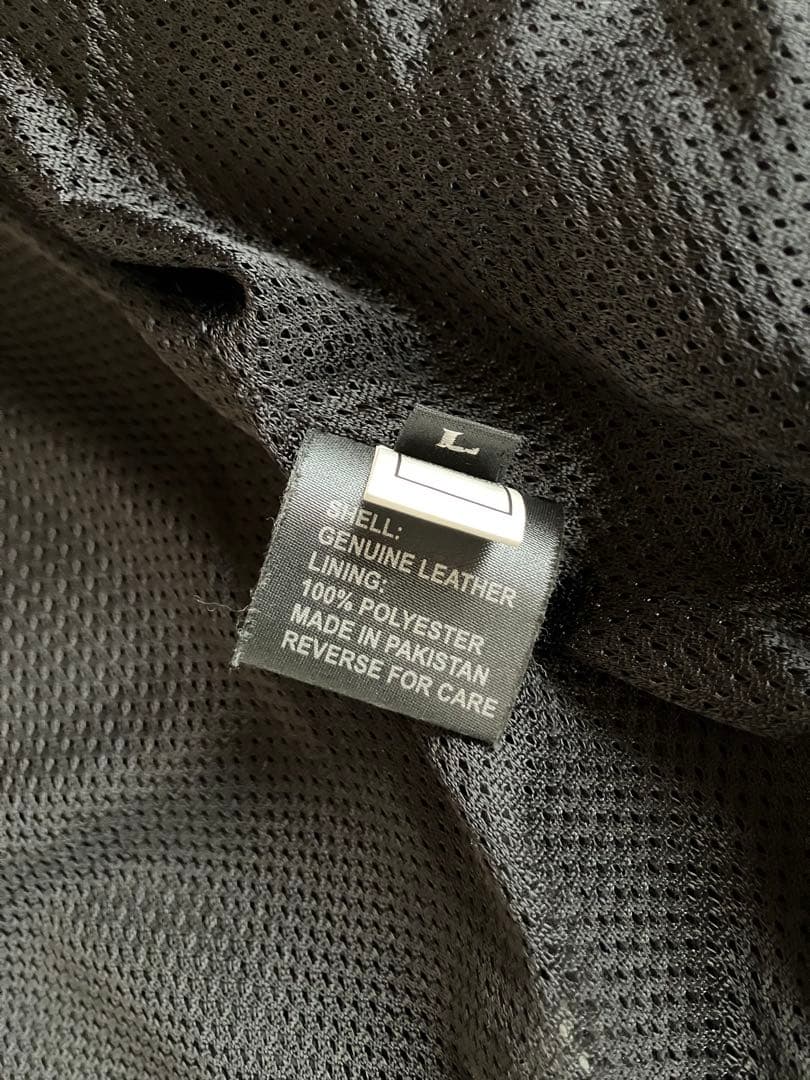 L
SHELL:
GENUINE LEATHER
LINING:
100% POLYESTER
MADE IN PAKISTAN
REVERSE FOR CARE